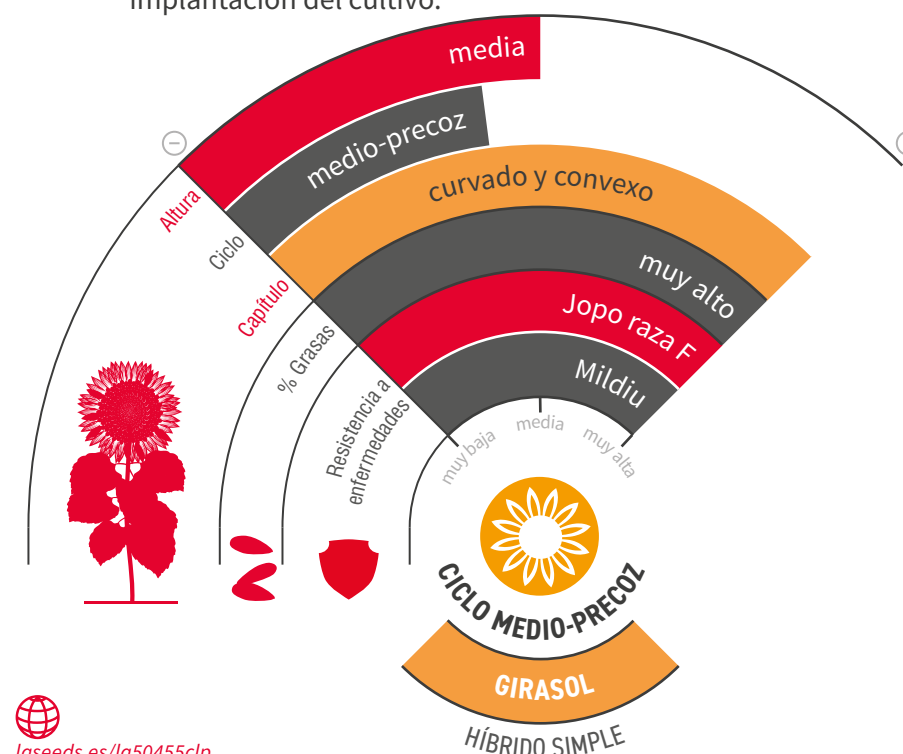 implantación del cultivo.
media
medio-precoz
curvado y convexo
muy alto
Jopo raza F
Mildiu
Altura
Ciclo
Capítulo
% Grasas
Resistencia a
enfermedades
muy baja
media
muy alta
CICLO MEDIO-PRECOZ
GIRASOL
HÍBRIDO SIMPLE
lgseeds.es/lg50455clp